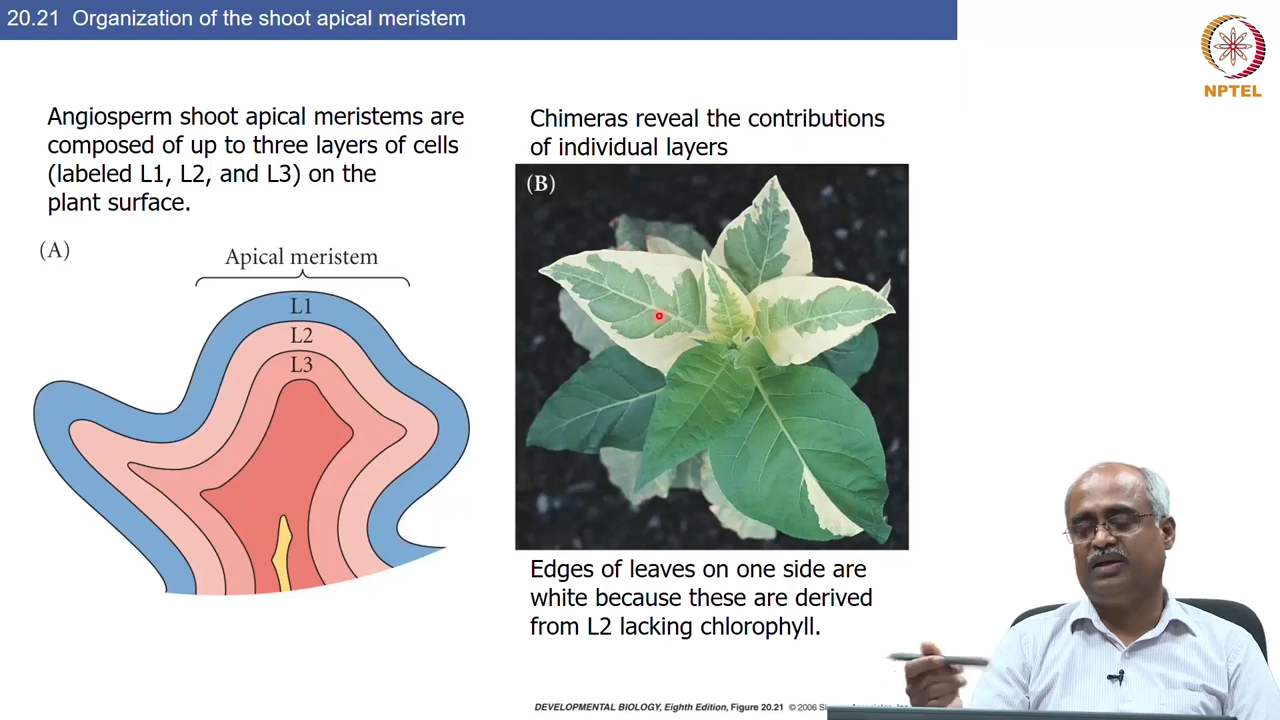 20.21 Organization of the shoot apical meristem
NPTEL
Angiosperm shoot apical meristems are
composed of up to three layers of cells
(labeled L1, L2, and L3) on the
plant surface.
(A)
Apical meristem
L1
L2
L3
Chimeras reveal the contributions
of individual layers
(B)
Edges of leaves on one side are
white because these are derived
from L2 lacking chlorophyll.
DEVELOPMENTAL BIOLOGY, Eighth Edition, Figure 20.21 © 2006